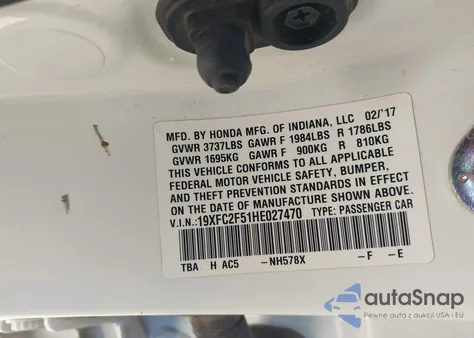 MFD. BY HONDA MFG. OF INDIANA, LLC 02/'17
GVWR 3737LBS GAWR F 1984LBS R 1786LBS
GVWR 1695KG GAWR F 900KG R 810KG
THIS VEHICLE CONFORMS TO ALL APPLICABLE
FEDERAL MOTOR VEHICLE SAFETY, BUMPER,
AND THEFT PREVENTION STANDARDS IN EFFECT
ON THE DATE OF MANUFACTURE SHOWN ABOVE.
V.I.N.:19XFC2F51HE027470 TYPE: PASSENGER CAR
TBA H AC5 -NH578X -F -E
autoSnap
Pewne auta z aukcji USA i EU